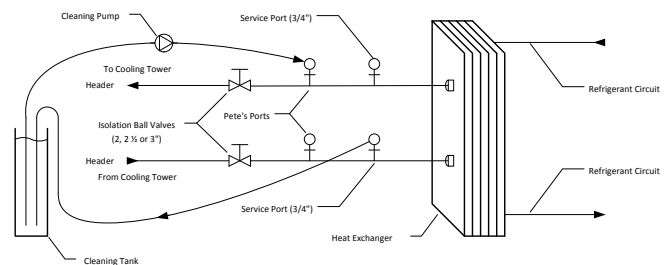 Cleaning Pump
Service Port (3/4")
To Cooling Tower
Header
Refrigerant Circuit
Isolation Ball Valves
(2, 2 ½ or 3")
Pete's Ports
Header
From Cooling Tower
Refrigerant Circuit
Service Port (3/4")
Heat Exchanger
Cleaning Tank